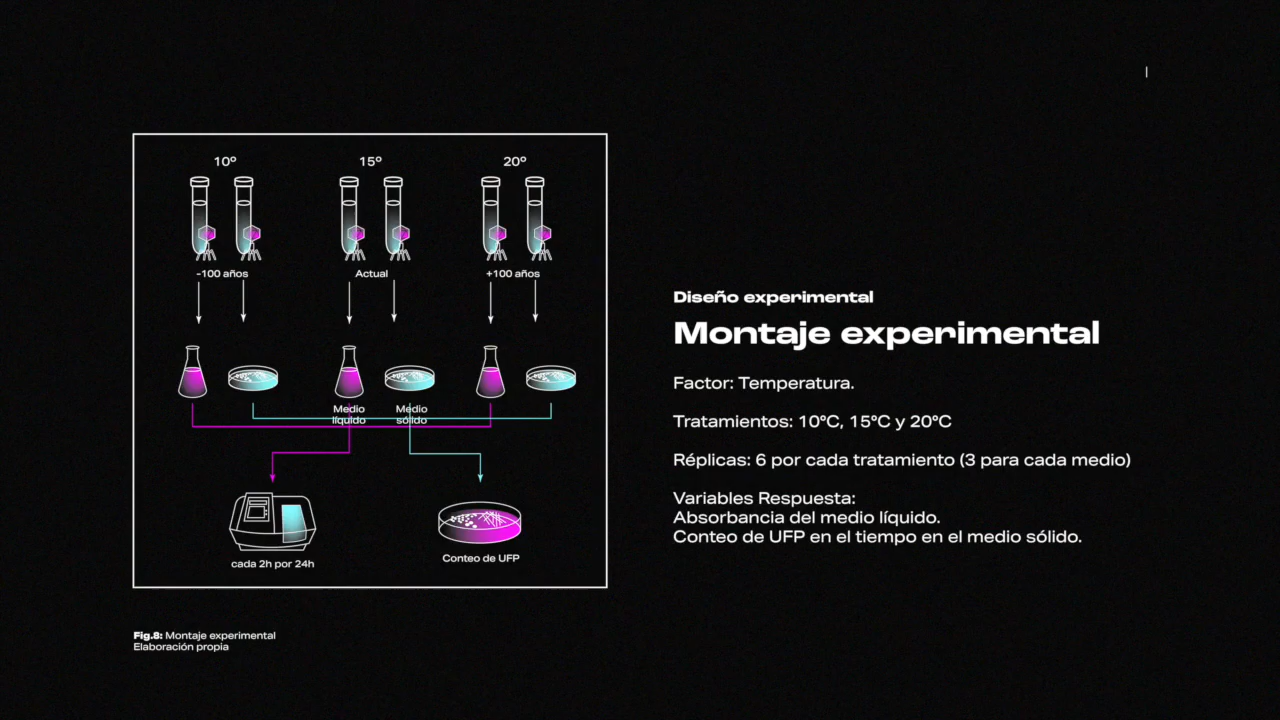 10º 15º 20º
-100 años Actual +100 años
Medio líquido
Medio sólido
cada 2h por 24h
Conteo de UFP
Fig.8: Montaje experimental
Elaboración propia
Diseño experimental
Montaje experimental
Factor: Temperatura.
Tratamientos: 10ºC, 15ºC y 20ºC
Réplicas: 6 por cada tratamiento (3 para cada medio)
Variables Respuesta:
Absorbancia del medio líquido.
Conteo de UFP en el tiempo en el medio sólido.